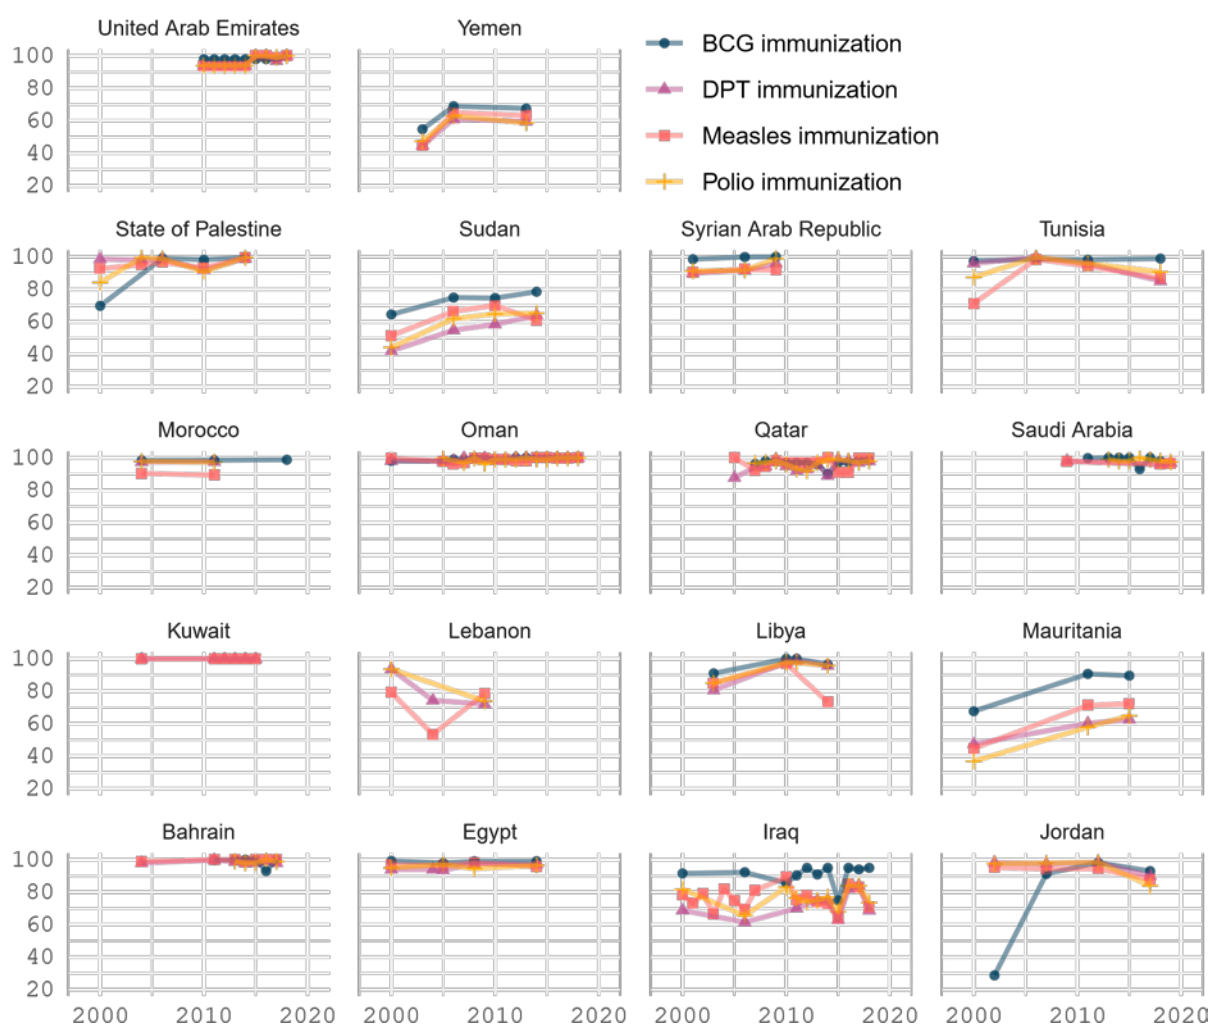 United Arab Emirates
Yemen
BCG immunization
DPT immunization
Measles immunization
Polio immunization
100
80
60
40
20
State of Palestine
Sudan
Syrian Arab Republic
Tunisia
100
80
60
40
20
Morocco
Oman
Qatar
Saudi Arabia
100
80
60
40
20
Kuwait
Lebanon
Libya
Mauritania
100
80
60
40
20
Bahrain
Egypt
Iraq
Jordan
100
80
60
40
20
2000 2010 2020 2000 2010 2020 2000 2010 2020 2000 2010 2020